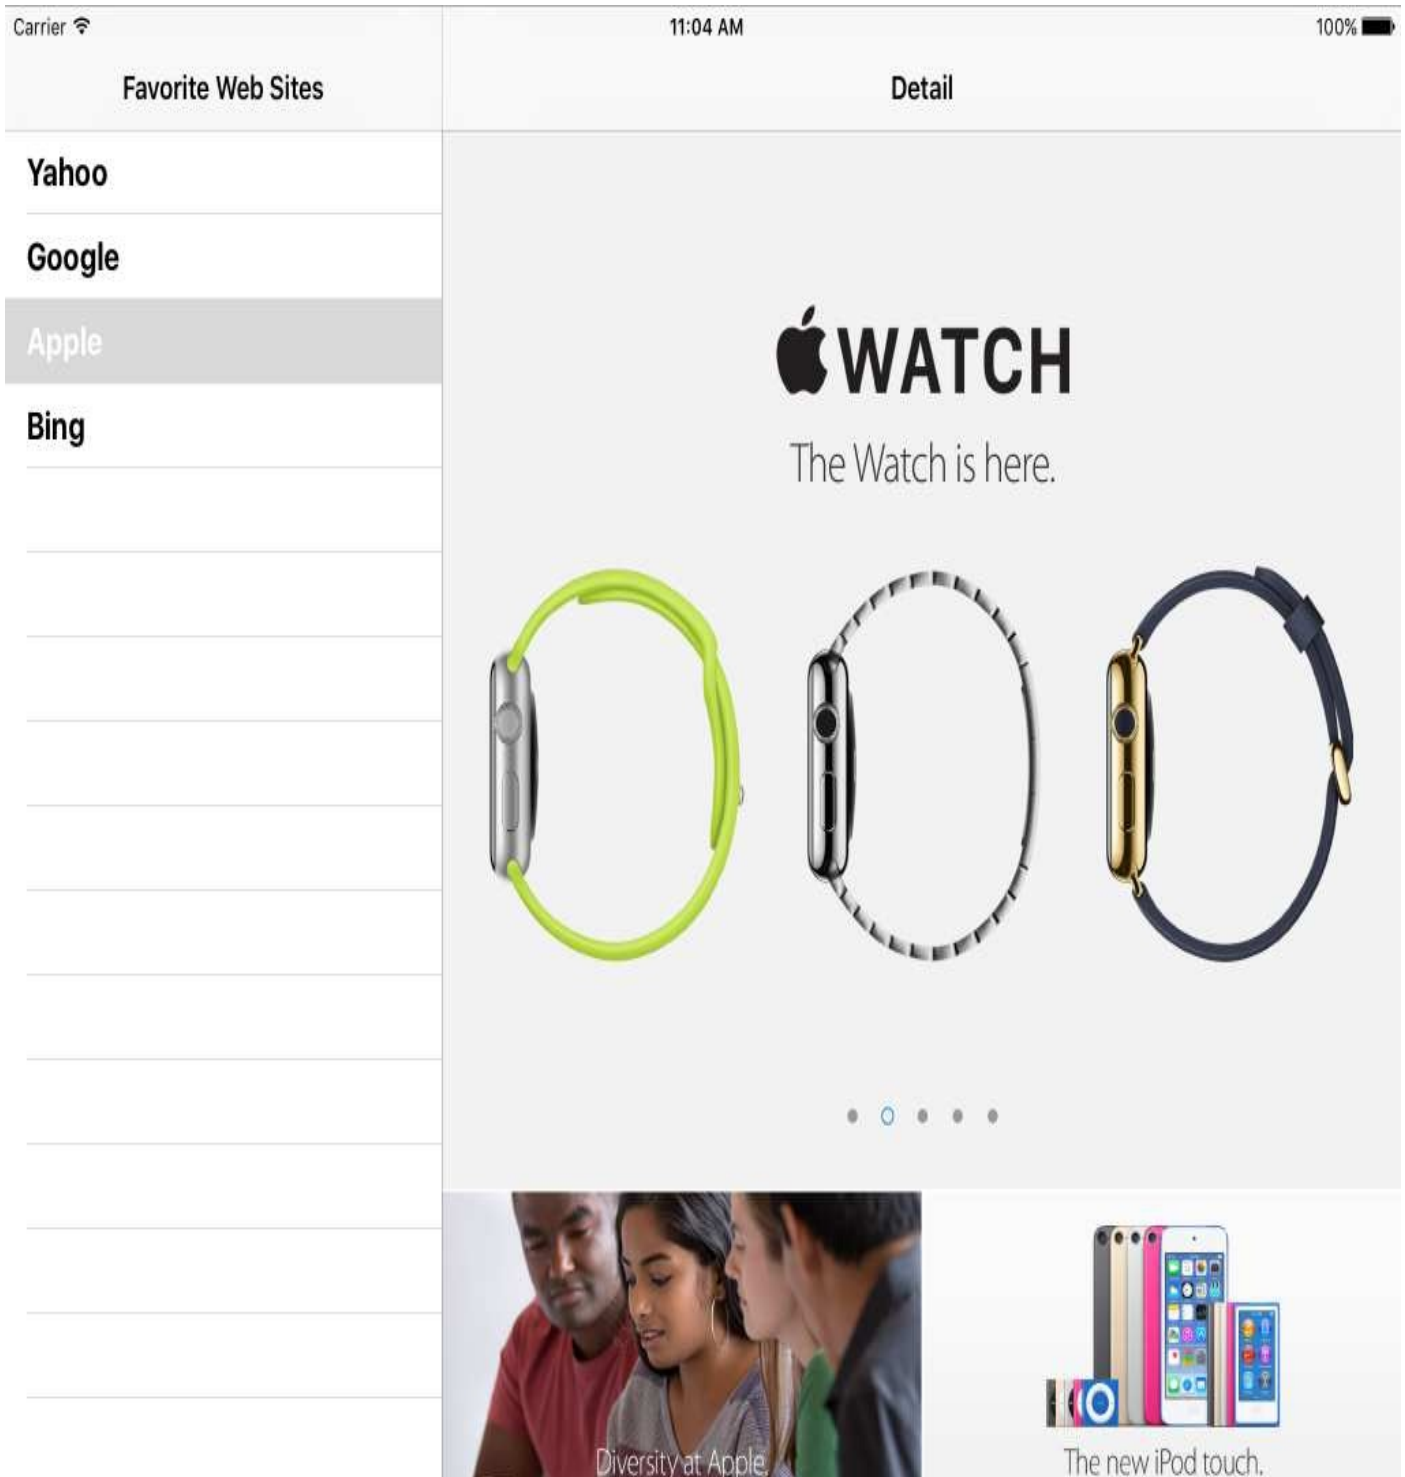 Carrier
11:04 AM
100%
Favorite Web Sites
Detail
Yahoo
Google
Apple
Bing
WATCH
The Watch is here.
Diversity at Apple.
The new iPod touch.